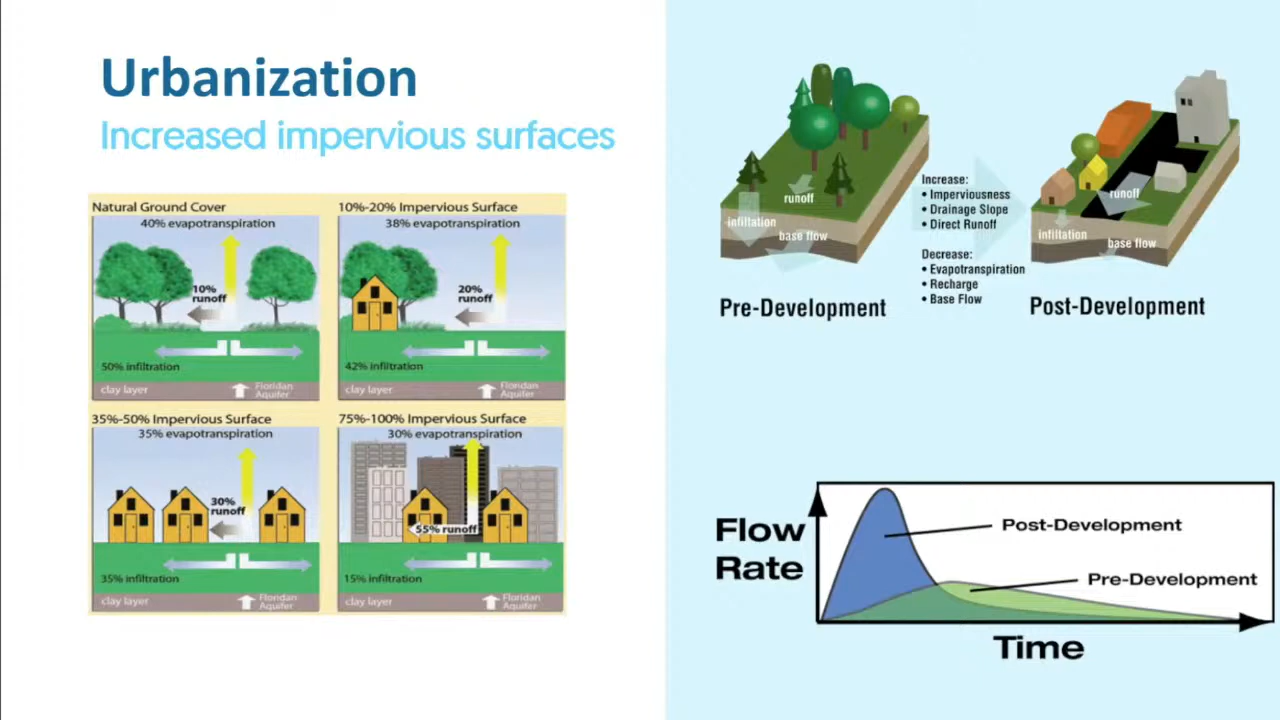 Urbanization
Increased impervious surfaces
Natural Ground Cover
40% evapotranspiration
10%
runoff
50% infiltration
clay layer
Floridan
Aquifer
10%-20% Impervious Surface
38% evapotranspiration
20%
runoff
42% infiltration
clay layer
Floridan
Aquifer
35%-50% Impervious Surface
35% evapotranspiration
30%
runoff
35% infiltration
clay layer
Floridan
Aquifer
75%-100% Impervious Surface
30% evapotranspiration
55% runoff
15% infiltration
clay layer
Floridan
Aquifer
runoff
infiltation
base flow
Pre-Development
Increase:
• Imperviousness
• Drainage Slope
• Direct Runoff
Decrease:
• Evapotranspiration
• Recharge
• Base Flow
runoff
infiltation
base flow
Post-Development
Flow
Rate
Post-Development
Pre-Development
Time